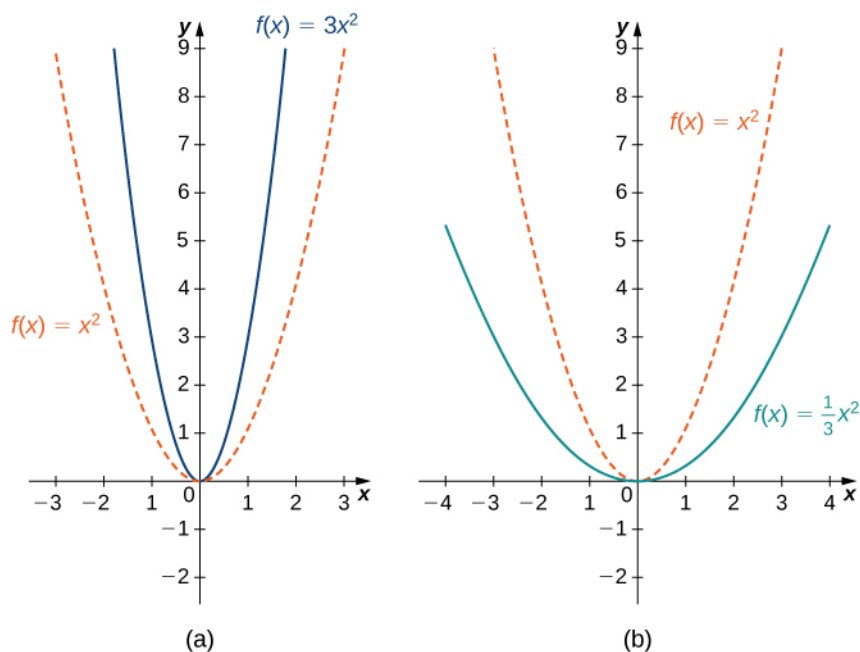 y
f(x) = 3x²
9
8
7
6
5
4
f(x) = x²
3
2
1
−3 −2 1 0 1 2 3 x
−1
−2
(a)
y
9
8
f(x) = x²
7
6
5
4
3
2
f(x) = 1/3 x²
1
−4 −3 −2 1 0 1 2 3 4 x
−1
−2
(b)